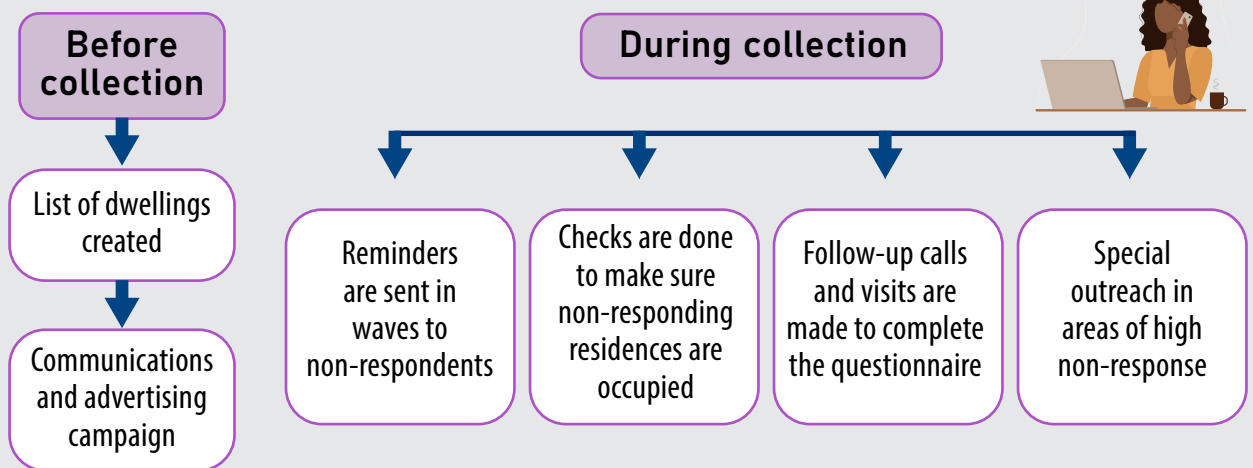 Before
collection
List of dwellings
created
Communications
and advertising
campaign
During collection
Reminders
are sent in
waves to
non-respondents
Checks are done
to make sure
non-responding
residences are
occupied
Follow-up calls
and visits are
made to complete
the questionnaire
Special
outreach in
areas of high
non-response